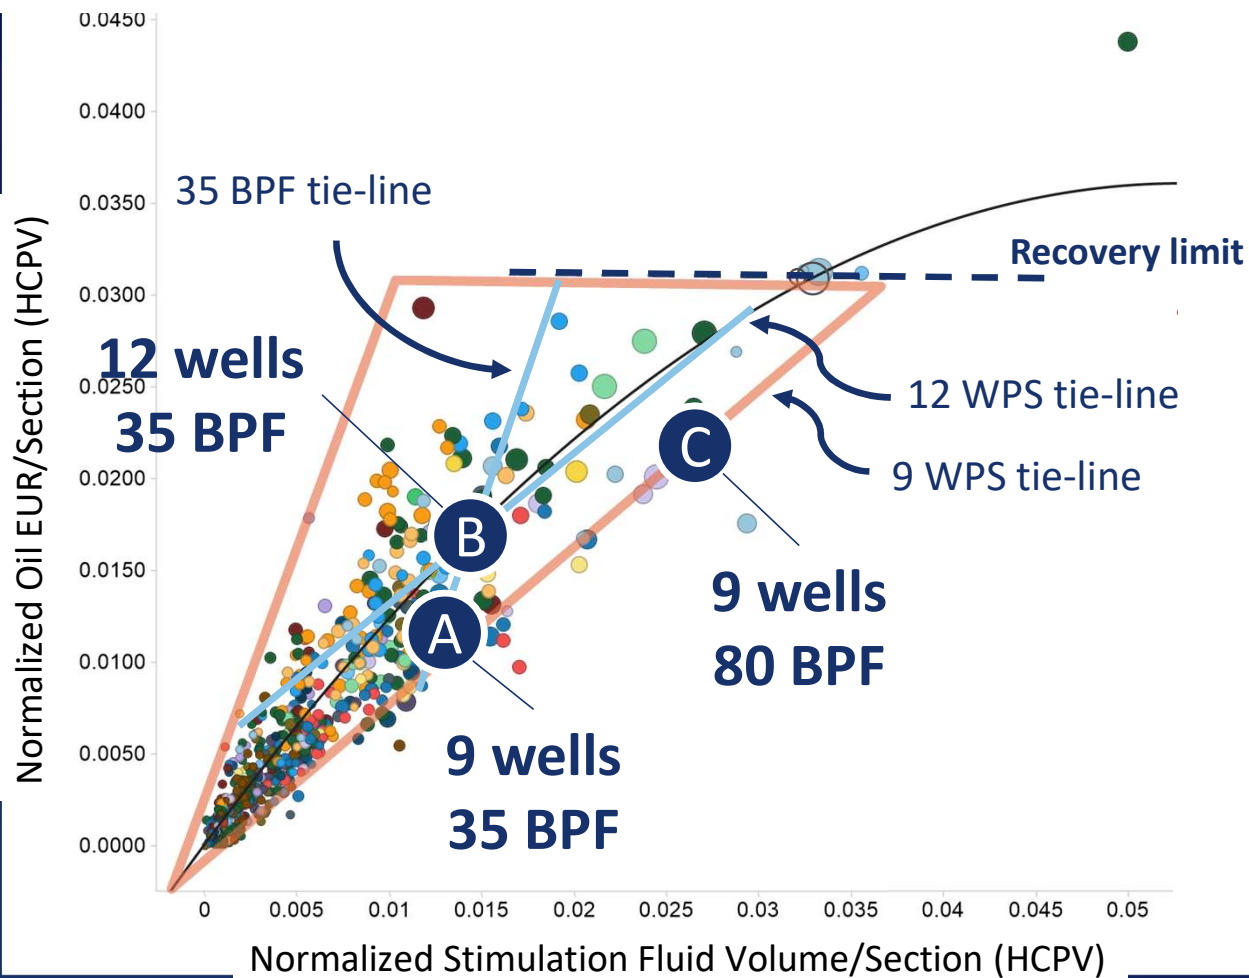 0.0450
0.0400
0.0350
0.0300
0.0250
0.0200
0.0150
0.0100
0.0050
0.0000
Normalized Oil EUR/Section (HCPV)
35 BPF tie-line
Recovery limit
12 wells
35 BPF
12 WPS tie-line
9 WPS tie-line
C
B
A
9 wells
80 BPF
9 wells
35 BPF
0
0.005
0.01
0.015
0.02
0.025
0.03
0.035
0.04
0.045
0.05
Normalized Stimulation Fluid Volume/Section (HCPV)